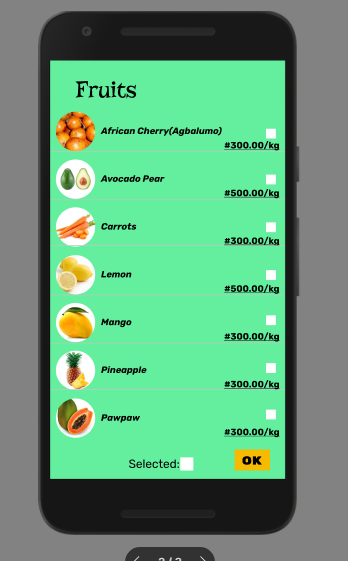 Fruits
African Cherry(Agbalumo)
#300.00/kg
Avocado Pear
#500.00/kg
Carrots
#300.00/kg
Lemon
#500.00/kg
Mango
#300.00/kg
Pineapple
#300.00/kg
Pawpaw
#300.00/kg
Selected:
OK